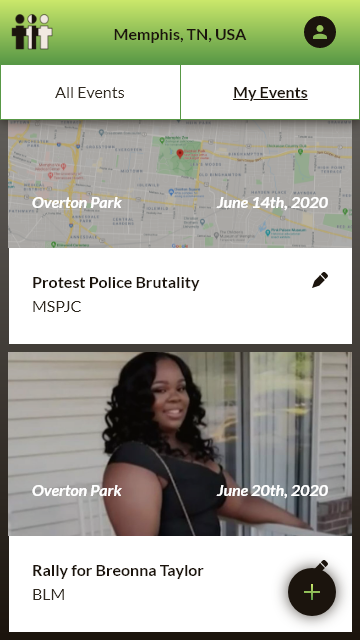 Memphis, TN, USA
All Events
My Events
Overton Park
June 14th, 2020
Protest Police Brutality
MSPJC
Overton Park
June 20th, 2020
Rally for Breonna Taylor
BLM